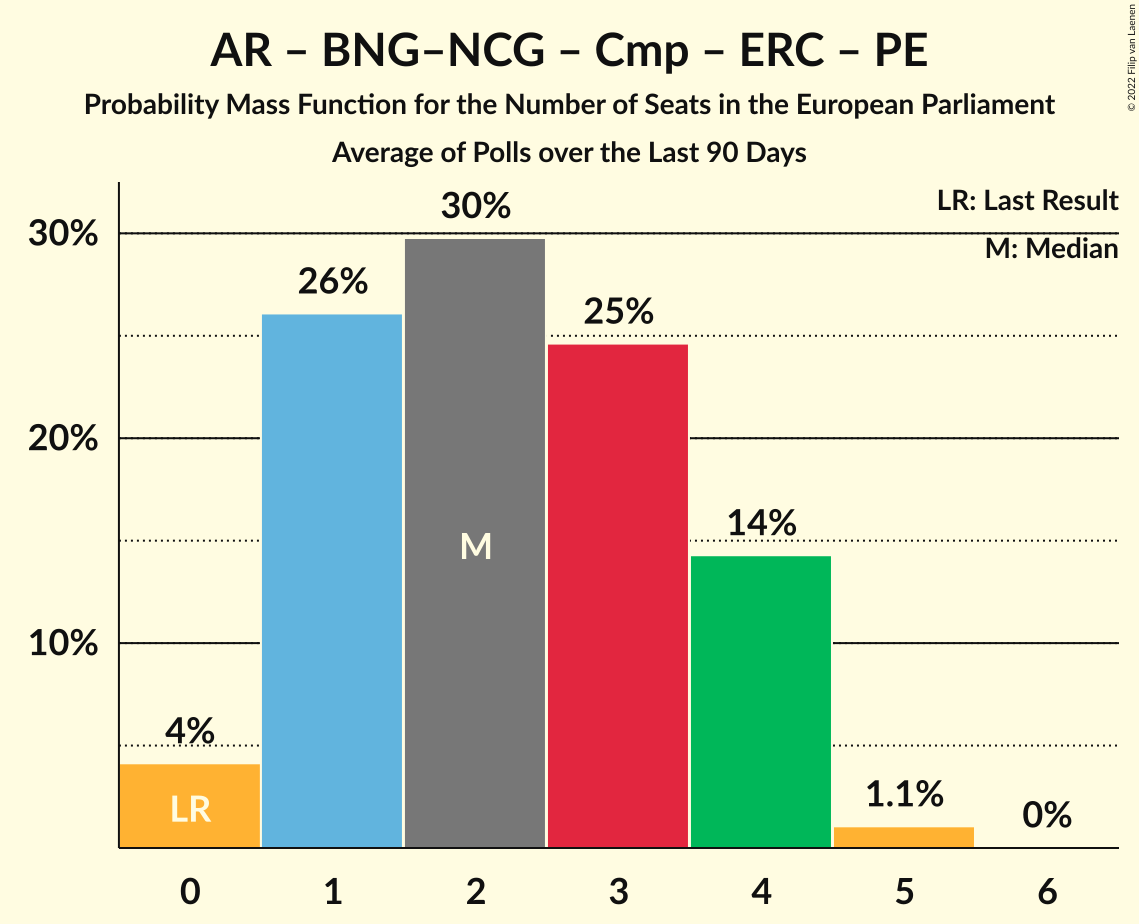 AR – BNG–NCG – Cmp – ERC – PE
Probability Mass Function for the Number of Seats in the European Parliament
Average of Polls over the Last 90 Days
© 2022 Filip van Laenen
LR: Last Result
M: Median
30%
20%
10%
4%
26%
30%
25%
14%
1.1%
0%
LR
M
0 1 2 3 4 5 6